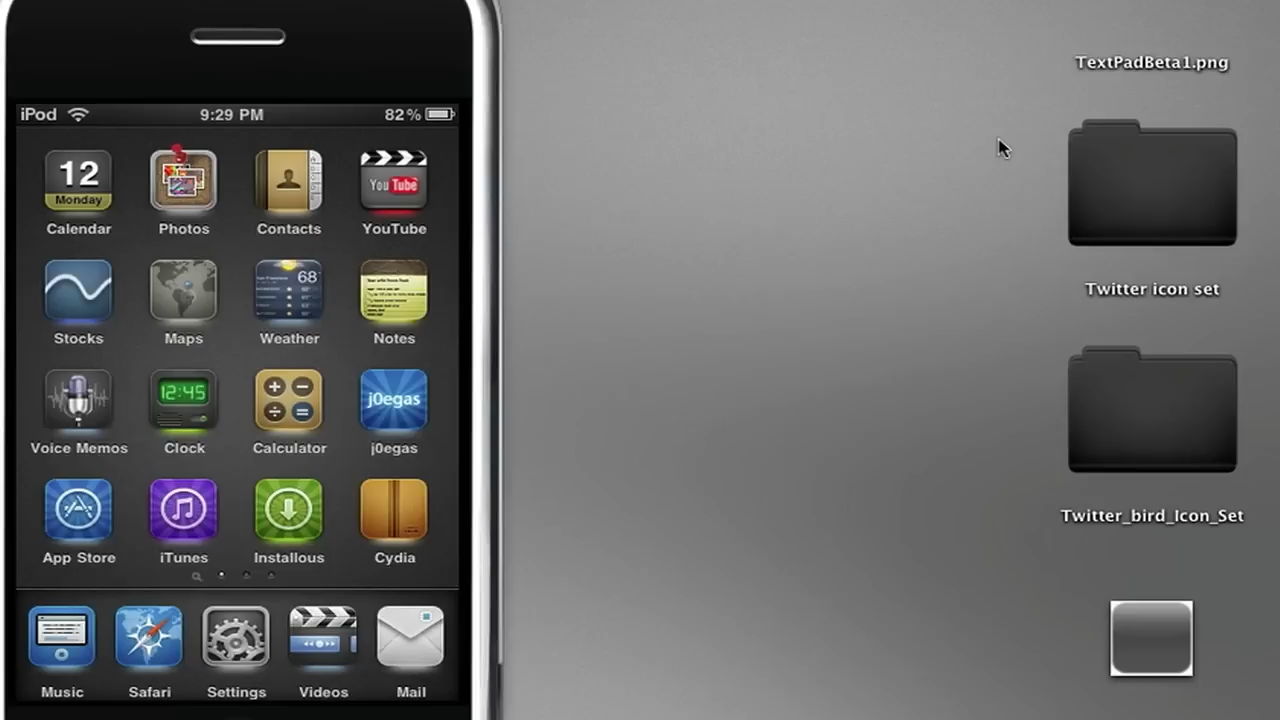 iPod 9:29 PM 82%
12
Monday
You Tube
Calendar Photos Contacts YouTube
68°
Stocks Maps Weather Notes
12:45
j0egas
Voice Memos Clock Calculator j0egas
App Store iTunes Installous Cydia
Music Safari Settings Videos Mail
TextPadBeta1.png
Twitter icon set
Twitter_bird_Icon_Set